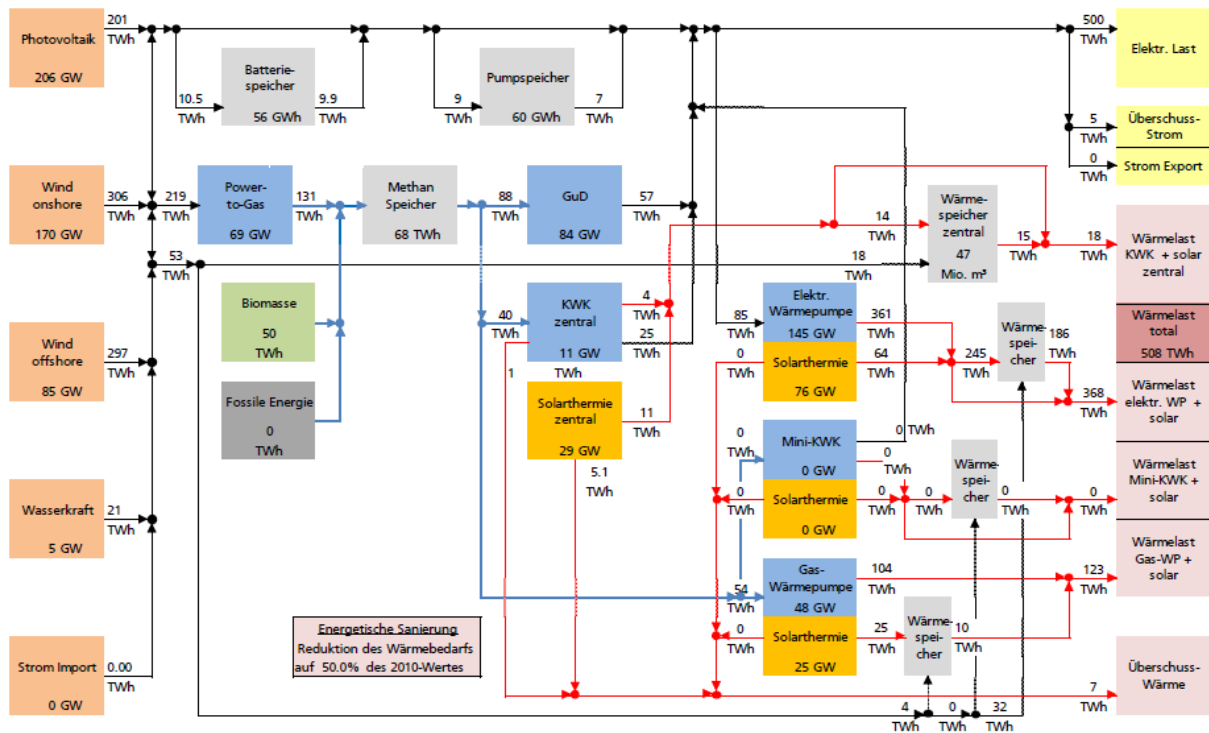 Photovoltaik
206 GW
201
TWh
Batterie-
speicher
56 GWh
10.5
TWh
9.9
TWh
Pumpspeicher
60 GWh
9
TWh
7
TWh
500
TWh
Elektr. Last
5
TWh
Überschuss-
Strom
0
TWh
Strom Export
Wind
onshore
170 GW
306
TWh
219
TWh
Power-
to-Gas
69 GW
131
TWh
Methan
Speicher
68 TWh
88
TWh
GuD
84 GW
57
TWh
53
TWh
14
TWh
18
TWh
Wärme-
speicher
zentral
47
Mio. m³
15
TWh
18
TWh
Wärmelast
KWK + solar
zentral
Biomasse
50
TWh
40
TWh
KWK
zentral
11 GW
TWh
4
TWh
25
TWh
1
85
TWh
Elektr.
Wärmepumpe
145 GW
361
TWh
Wärmelast
total
508 TWh
Wind
offshore
85 GW
297
TWh
Fossile Energie
0
TWh
Solarthermie
zentral
29 GW
11
TWh
5.1
TWh
0
TWh
Solarthermie
76 GW
64
TWh
245
TWh
Wärme-
spei-
cher
186
TWh
368
TWh
Wärmelast
elektr. WP +
solar
0
TWh
Mini-KWK
0 GW
0 TWh
0
TWh
0
TWh
Solarthermie
0 GW
0
TWh
0
TWh
Wärme-
spei-
cher
0
TWh
0
TWh
Wärmelast
Mini-KWK +
solar
Wasserkraft
5 GW
21
TWh
54
TWh
Gas-
Wärmepumpe
48 GW
104
TWh
123
TWh
Wärmelast
Gas-WP +
solar
0
TWh
Solarthermie
25 GW
25
TWh
Wärme-
spei-
cher
10
TWh
Strom Import
0 GW
0.00
TWh
Energetische Sanierung
Reduktion des Wärmebedarfs
auf 50.0% des 2010-Wertes
7
TWh
Überschuss-
Wärme
4
TWh
0
TWh
32
TWh